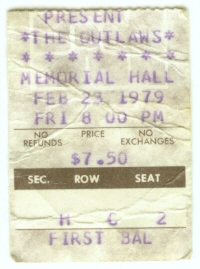 PRESENT
*THE OUTLAWS*
* * * * * * *
MEMORIAL HALL
FEB 23 1979
FRI 8 00 PM
NO REFUNDS PRICE NO EXCHANGES
$7.50
SEC. ROW SEAT
H C 2
FIRST BAL